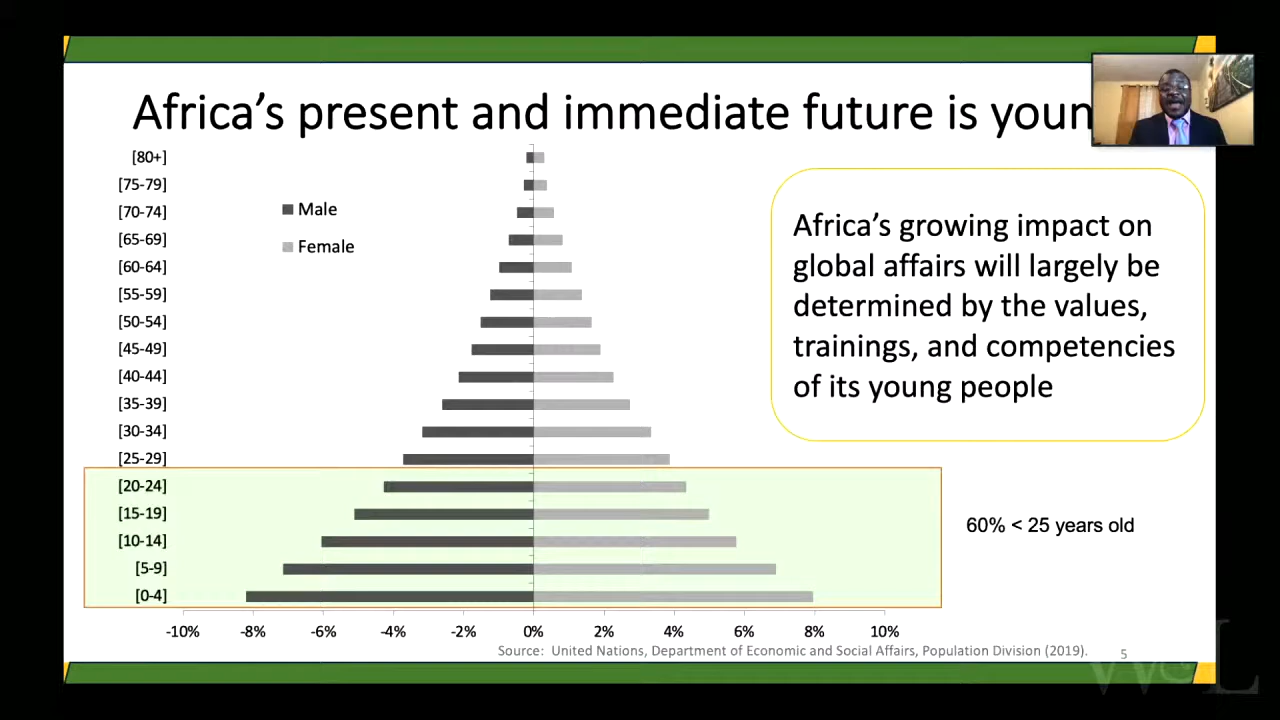 Africa's present and immediate future is youn
[80+]
[75-79]
[70-74]
[65-69]
[60-64]
[55-59]
[50-54]
[45-49]
[40-44]
[35-39]
[30-34]
[25-29]
[20-24]
[15-19]
[10-14]
[5-9]
[0-4]
Male
Female
-10% -8% -6% -4% -2% 0% 2% 4% 6% 8% 10%
Africa's growing impact on
global affairs will largely be
determined by the values,
trainings, and competencies
of its young people
60% < 25 years old
Source: United Nations, Department of Economic and Social Affairs, Population Division (2019).
5
W&L